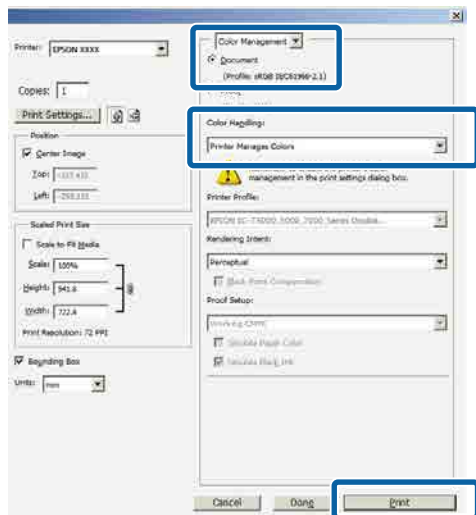 Printer: EPSON XXXX
Copies: 1
Print Settings...
Position
Center Image
Top:
Left:
Scaled Print Size
Scale to Fit Media
Scale: 100%
Height: 941.8
Width: 722.4
Print Resolution: 72 PPI
Bounding Box
Units: mm
Color Management
Document
(Profile: sRGB IEC61966-2.1)
Color Handling:
Printer Manages Colors
management in the print settings dialog box.
Printer Profile:
Rendering Intent:
Perceptual
Black Point Compensation
Proof Setup:
Working CMYK
Simulate Paper Color
Simulate Black Ink
Cancel
Done
Print